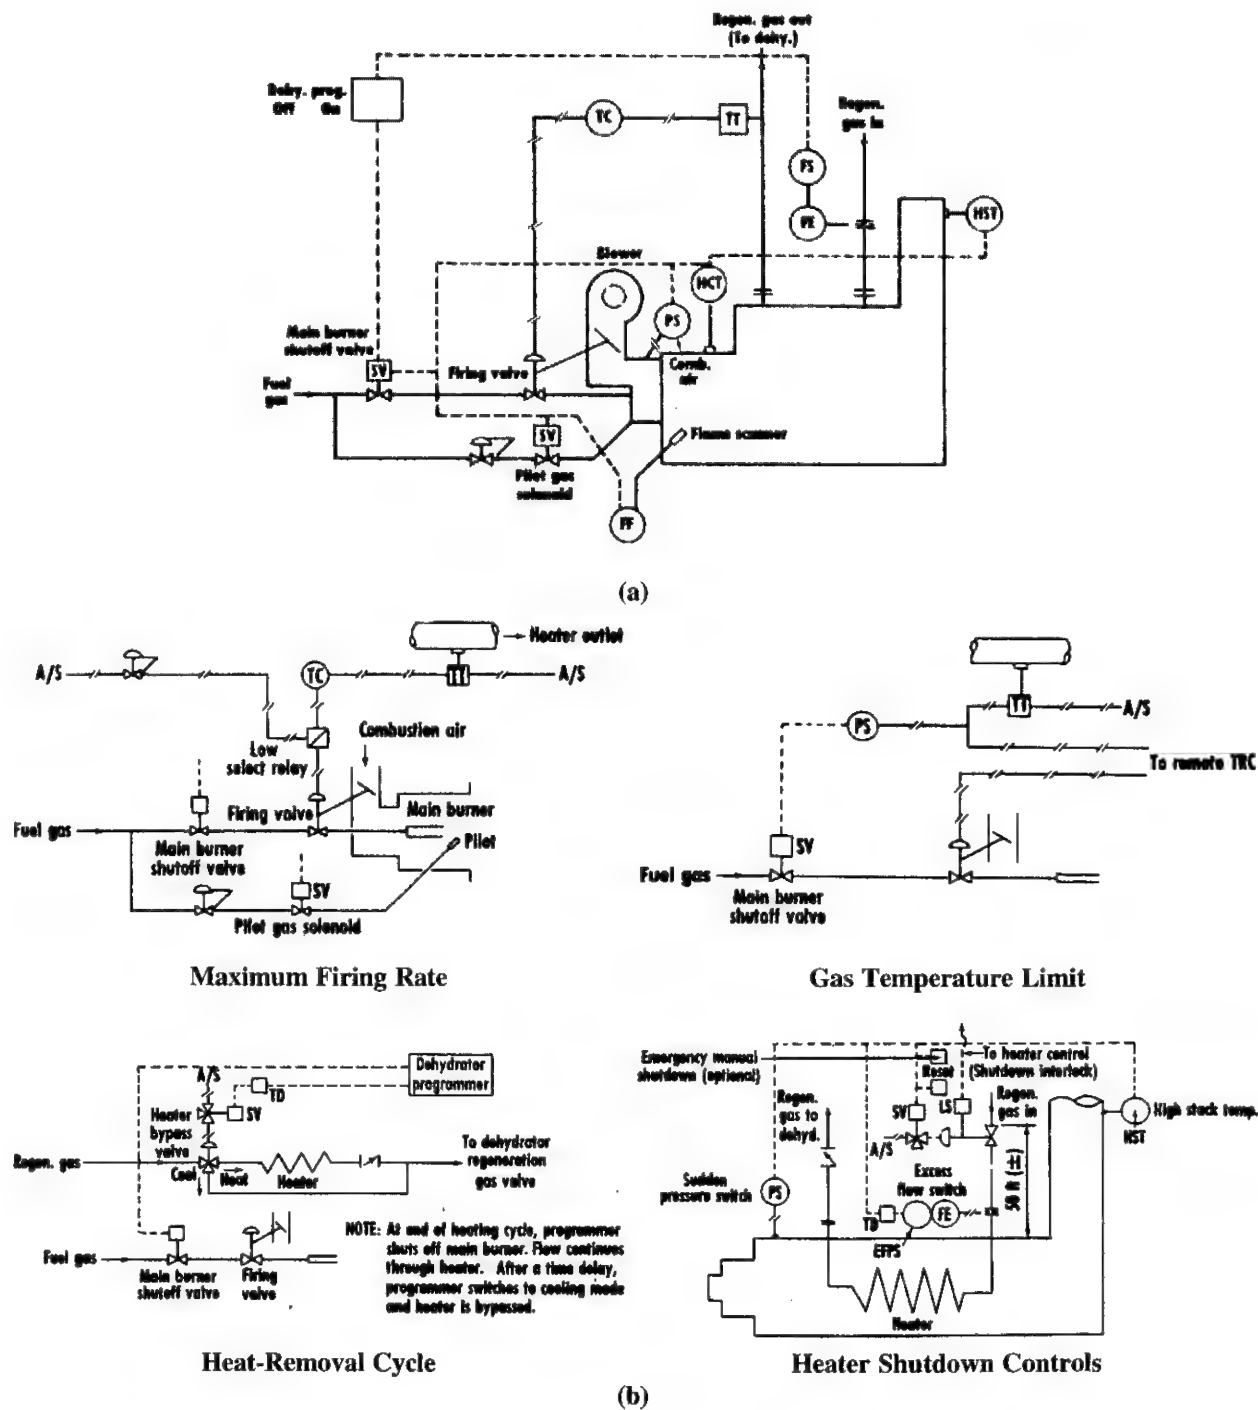 Regen. gas out
(To dehy.)
Dehy. prog.
Off On
TC
TT
Regen.
gas in
FS
FE
HST
Blower
HCT
PS
Main burner
shutoff valve
SV
Firing valve
Comb.
air
Fuel
gas
SV
Flame scanner
Pilot gas
solenoid
FF
(a)
Heater outlet
A/S
TC
TT
A/S
Combustion air
Low
select relay
Firing valve
Main burner
Fuel gas
Pilot
Main burner
shutoff valve
SV
Pilot gas solenoid
Maximum Firing Rate
TT
A/S
PS
To remote TRC
SV
Fuel gas
Main burner
shutoff valve
Gas Temperature Limit
Dehydrator
programmer
A/S
TD
SV
Heater
bypass
valve
Regen. gas
Cool
Heat
Heater
To dehydrator
regeneration
gas valve
Fuel gas
Main burner
shutoff valve
Firing
valve
NOTE: At end of heating cycle, programmer
shuts off main burner. Flow continues
through heater. After a time delay,
programmer switches to cooling mode
and heater is bypassed.
Heat-Removal Cycle
Emergency manual
shutdown (optional)
Reset
To heater control
(Shutdown interlock)
Regen.
gas to
dehyd.
SV
LS
Regen.
gas in
High stack temp.
HST
A/S
50 ft (±)
Sudden
pressure switch
PS
Excess
flow switch
TD
FE
EFPS
Heater
Heater Shutdown Controls
(b)